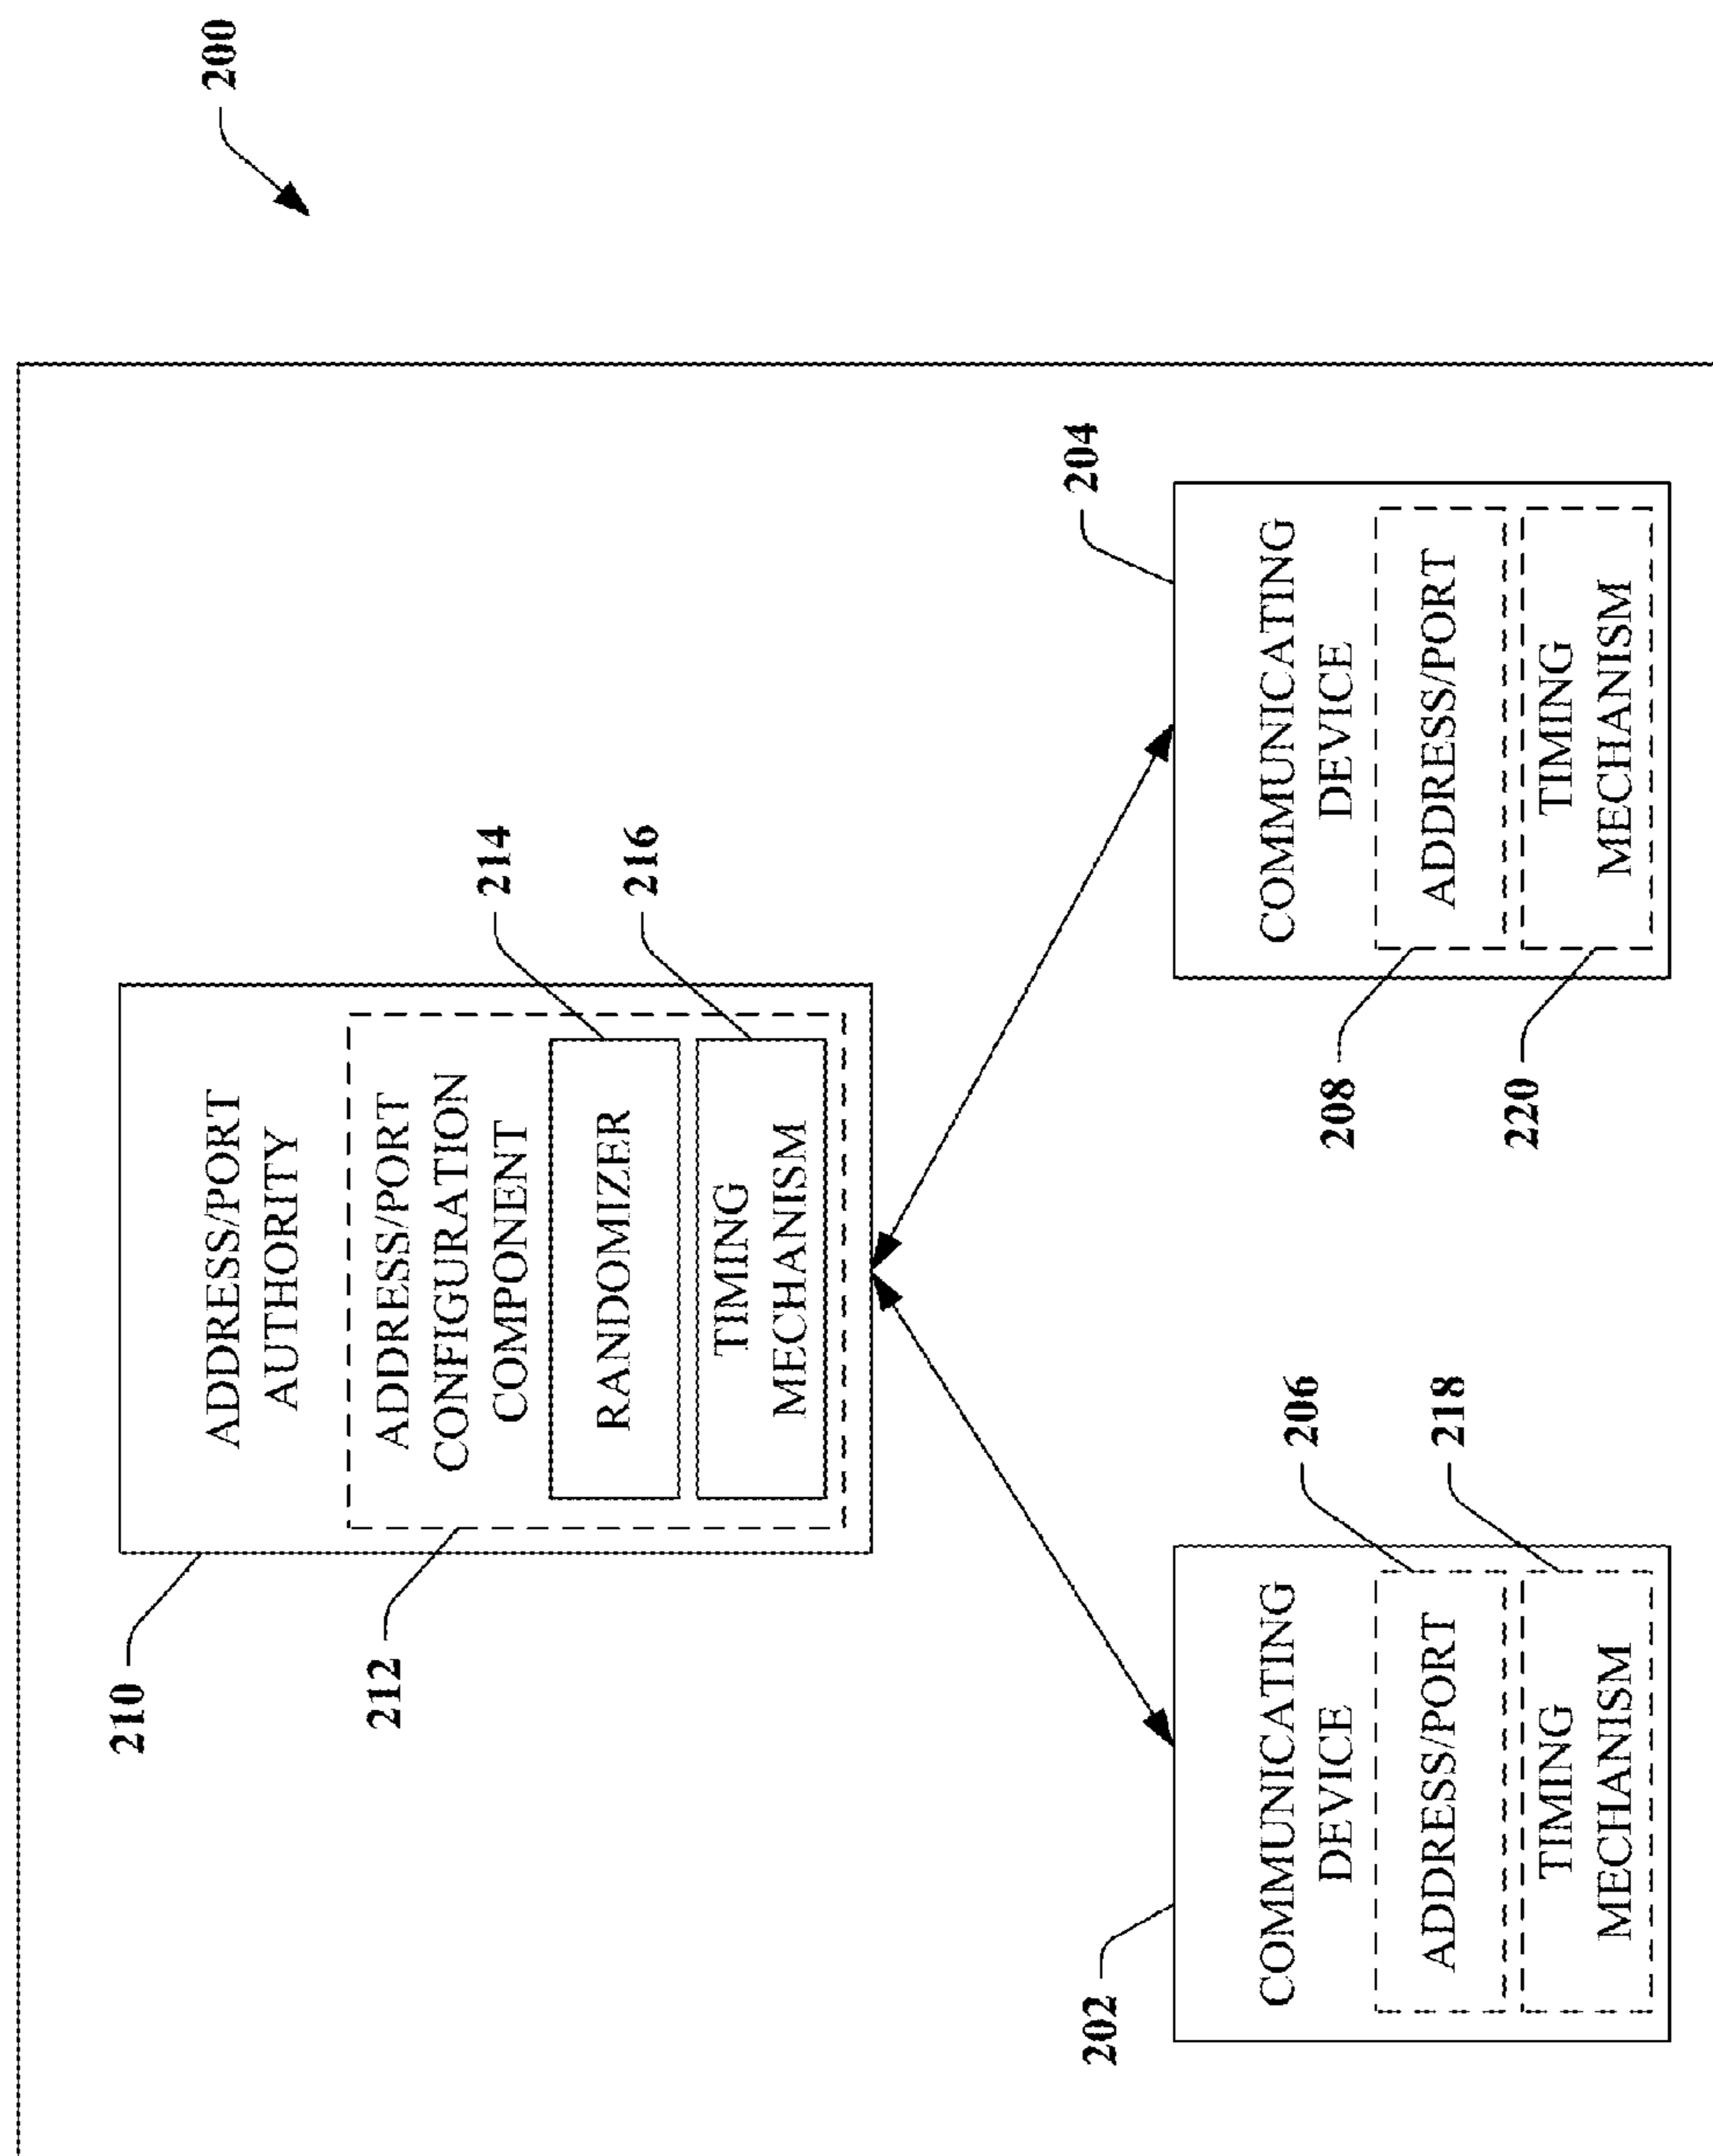 200
210
ADDRESS/PORT
AUTHORITY
212
ADDRESS/PORT
CONFIGURATION
COMPONENT
214
RANDOMIZER
216
TIMING
MECHANISM
202
COMMUNICATING
DEVICE
206
ADDRESS/PORT
218
TIMING
MECHANISM
204
COMMUNICATING
DEVICE
208
ADDRESS/PORT
220
TIMING
MECHANISM